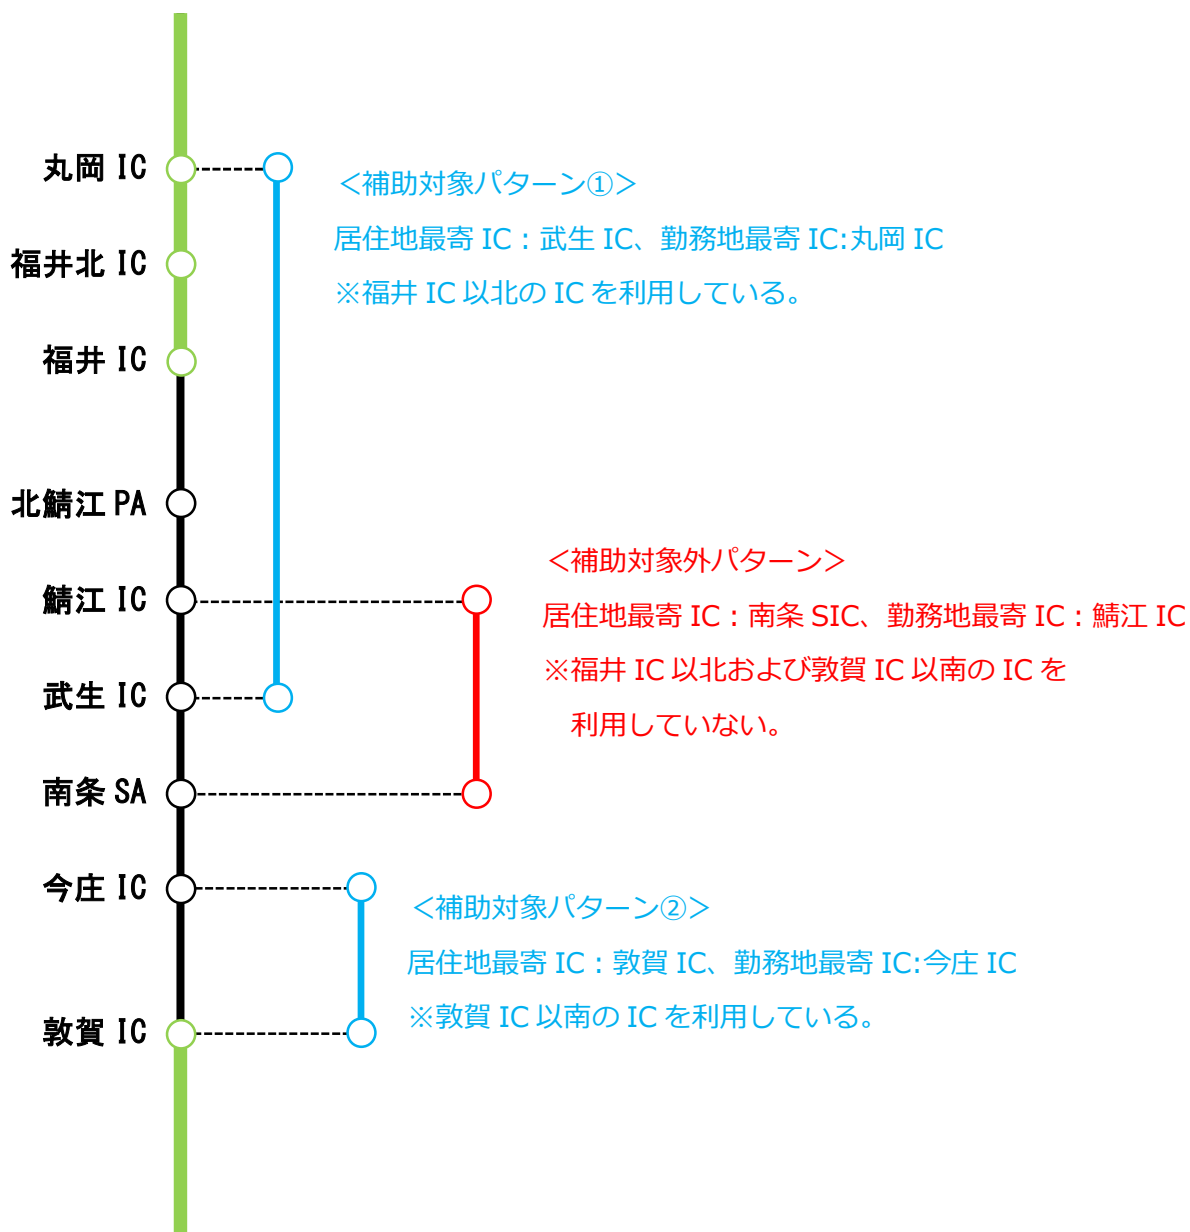 丸岡 IC
＜補助対象パターン①＞
居住地最寄 IC：武生 IC、勤務地最寄 IC:丸岡 IC
福井北 IC
※福井 IC 以北の IC を利用している。
福井 IC
北鯖江 PA
＜補助対象外パターン＞
鯖江 IC
居住地最寄 IC：南条 SIC、勤務地最寄 IC：鯖江 IC
※福井 IC 以北および敦賀 IC 以南の IC を
利用していない。
武生 IC
南条 SA
今庄 IC
＜補助対象パターン②＞
居住地最寄 IC：敦賀 IC、勤務地最寄 IC:今庄 IC
※敦賀 IC 以南の IC を利用している。
敦賀 IC